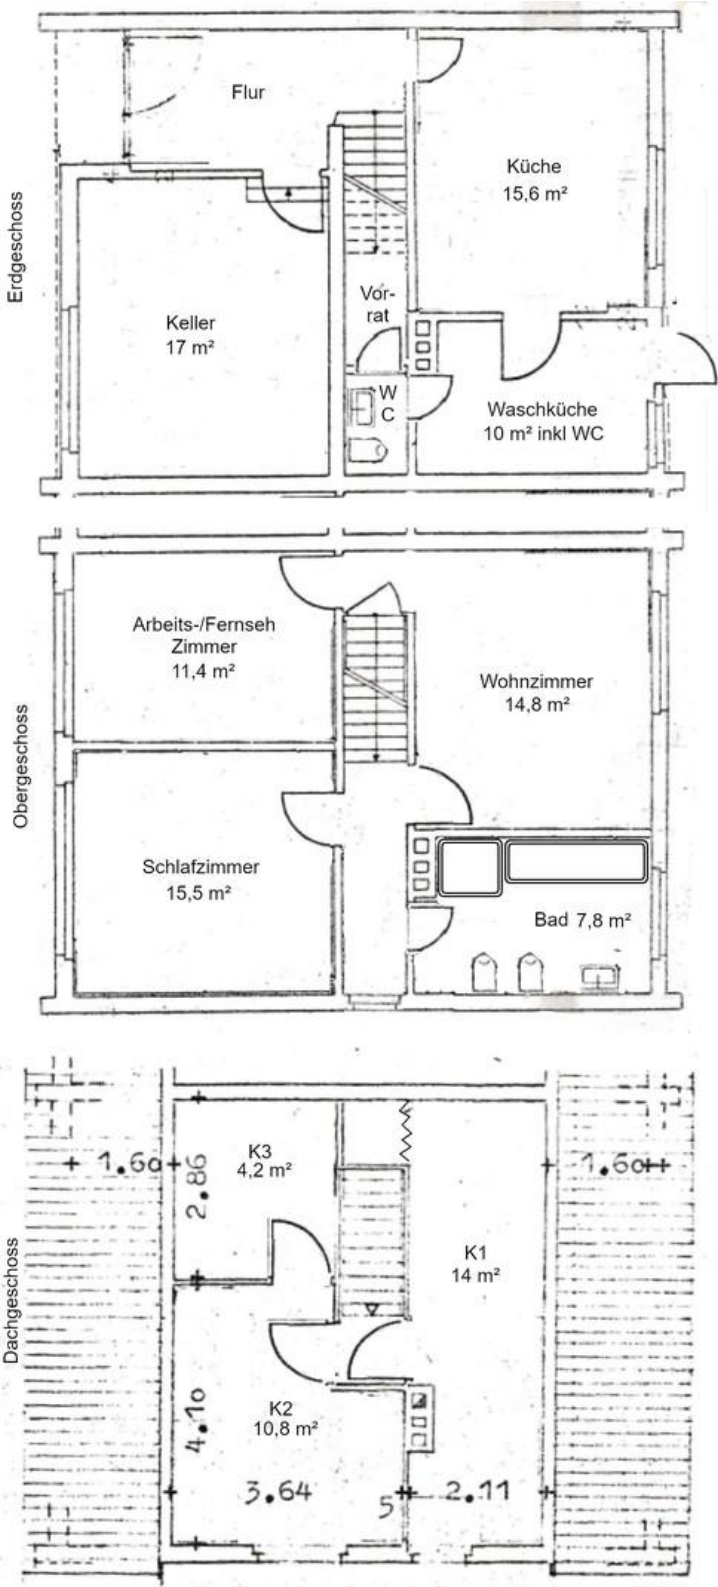 Erdgeschoss
Flur
Küche
15,6 m²
Keller
17 m²
Vor-
rat
W
C
Waschküche
10 m² inkl WC
Obergeschoss
Arbeits-/Fernseh
Zimmer
11,4 m²
Wohnzimmer
14,8 m²
Schlafzimmer
15,5 m²
Bad 7,8 m²
Dachgeschoss
1.60
2.86
K3
4,2 m²
1.60
K1
14 m²
4.10
K2
10,8 m²
3.64
5
2.11